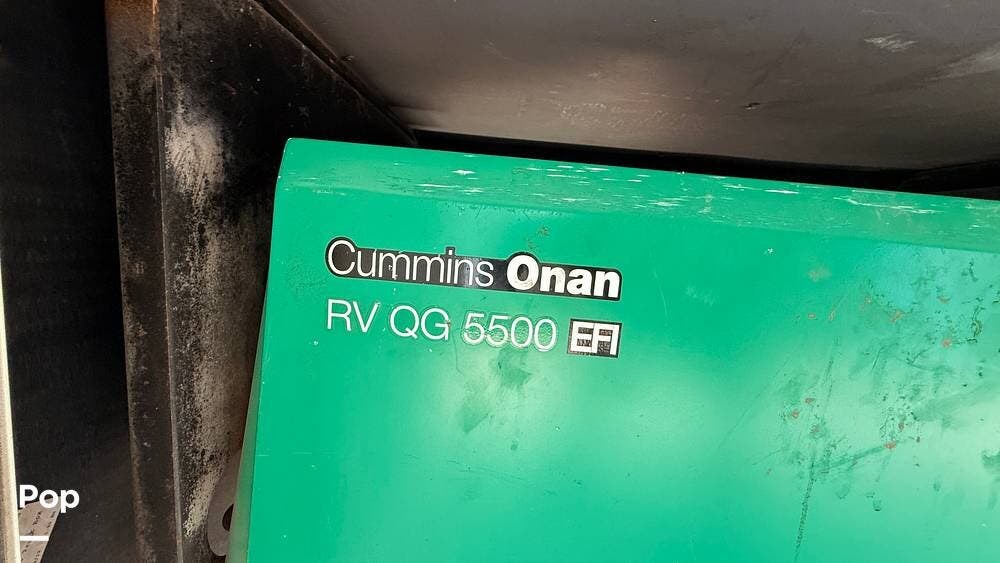 Cummins Onan
RV QG 5500 EFI
Pop